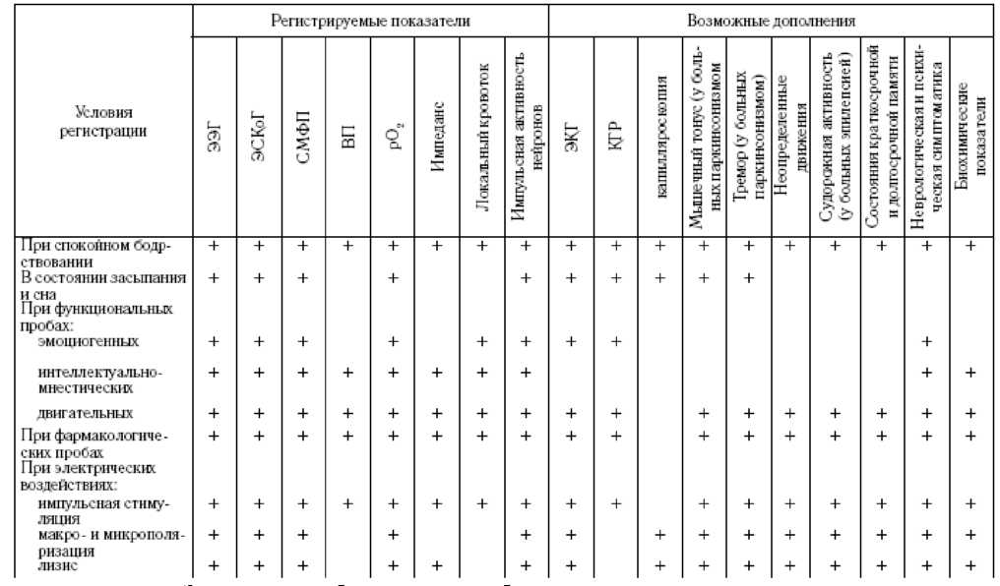 Регистрируемые показатели
Возможные дополнения
Условия
регистрации
ЭЭГ
ЭСКоГ
СМФП
ВП
pO2
Импеданс
Локальный кровоток
Импульсная активность
нейронов
ЭКГ
КГР
капилляроскопия
Мышечный тонус (у боль-
ных паркинсонизмом
Тремор (у больных
паркинсонизмом)
Неопределенные
движения
Судорожная активность
(у больных эпилепсией)
Состояния краткосрочной
и долгосрочной памяти
Неврологическая и психи-
ческая симптоматика
Биохимические
показатели
При спокойном бодр- + + + + + + + + + + + + + + + + +
ствовании
В состоянии засыпания + + + + + + + + + +
и сна
При функциональных
пробах:
эмоциогенных + + + + + + + + +
интеллектуально- + + + + + + + + + +
мнестических
двигательных + + + + + + + + + + + + + + + + +
При фармакологиче- + + + + + + + + + + + + + + + + +
ских пробах
При электрических
воздействиях:
импульсная стиму- + + + + + + + + + + + + + + + + +
ляция
макро- и микрополя- + + + + + + + + + + + + + +
ризация
лизис + + + + + + + + + + + + + + +